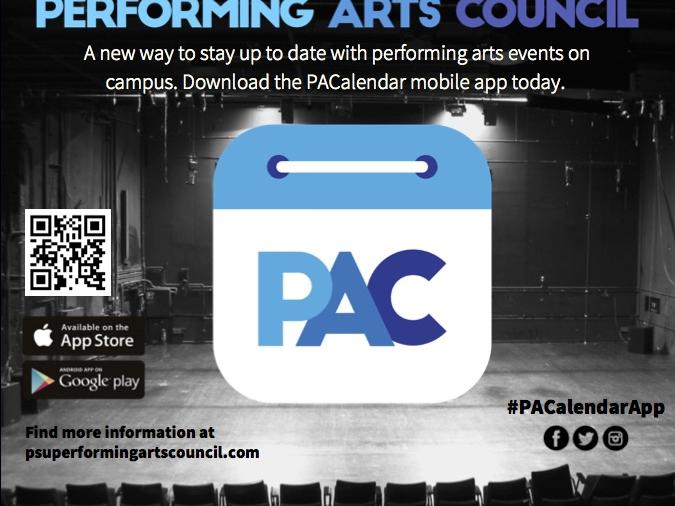 PERFORMING ARTS COUNCIL
A new way to stay up to date with performing arts events on
campus. Download the PACalendar mobile app today.
PAC
Available on the
App Store
ANDROID APP ON
Google play
#PACalendarApp
Find more information at
psuperformingartscouncil.com